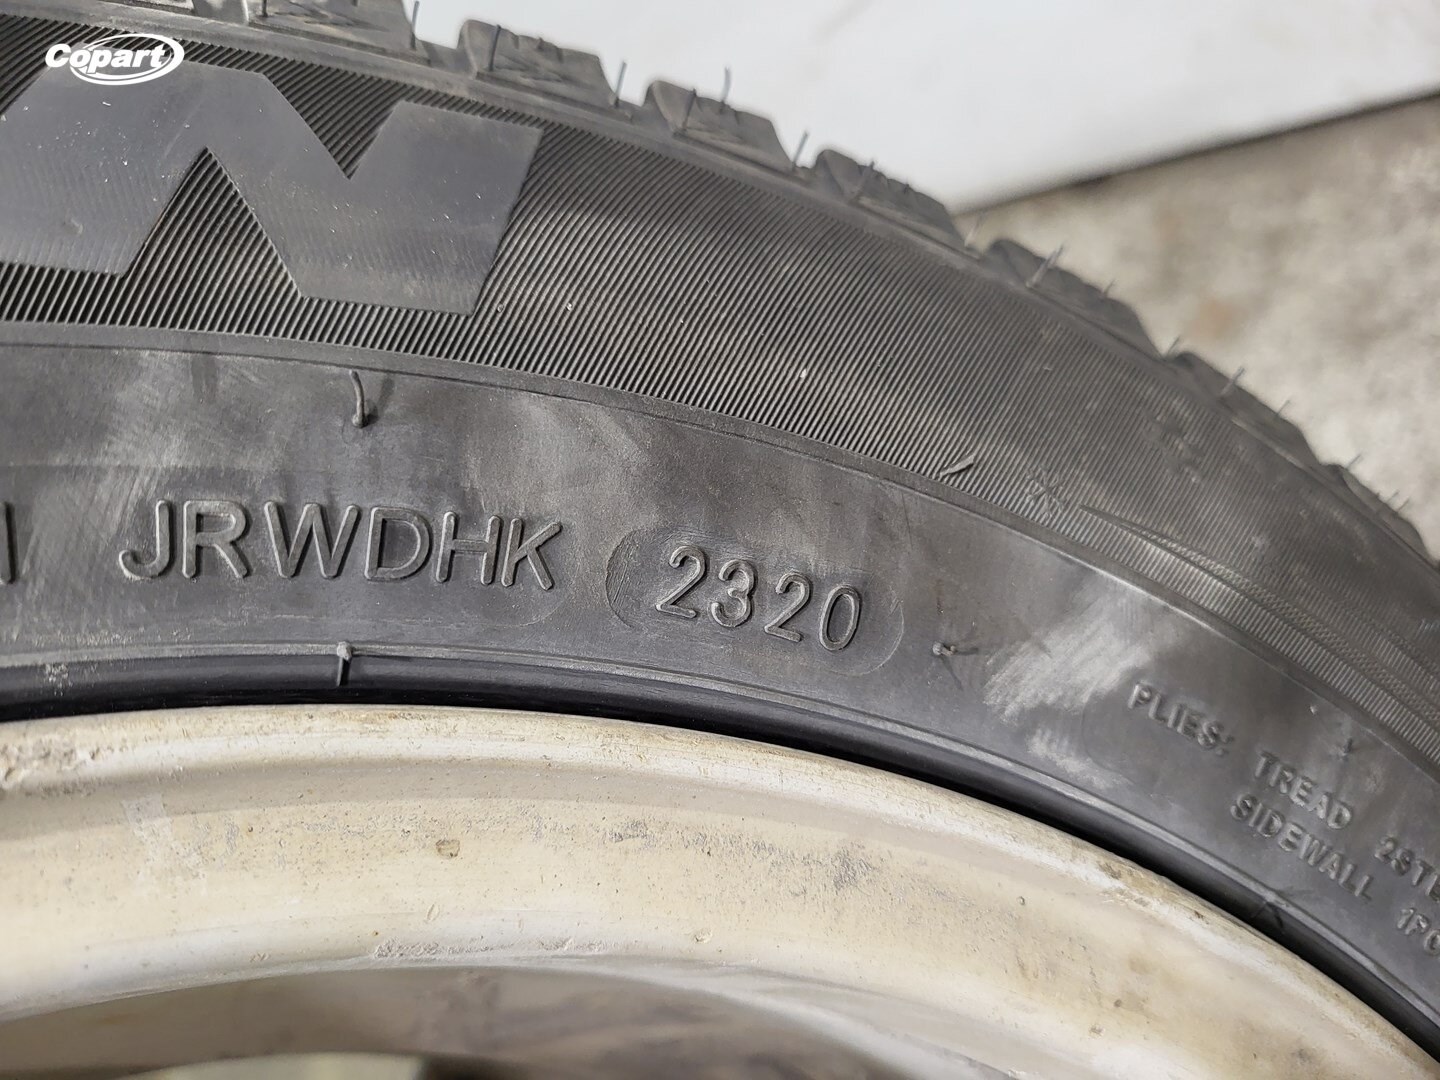 Copart
JRWDHK 2320
PLIES: TREAD
SIDEWALL